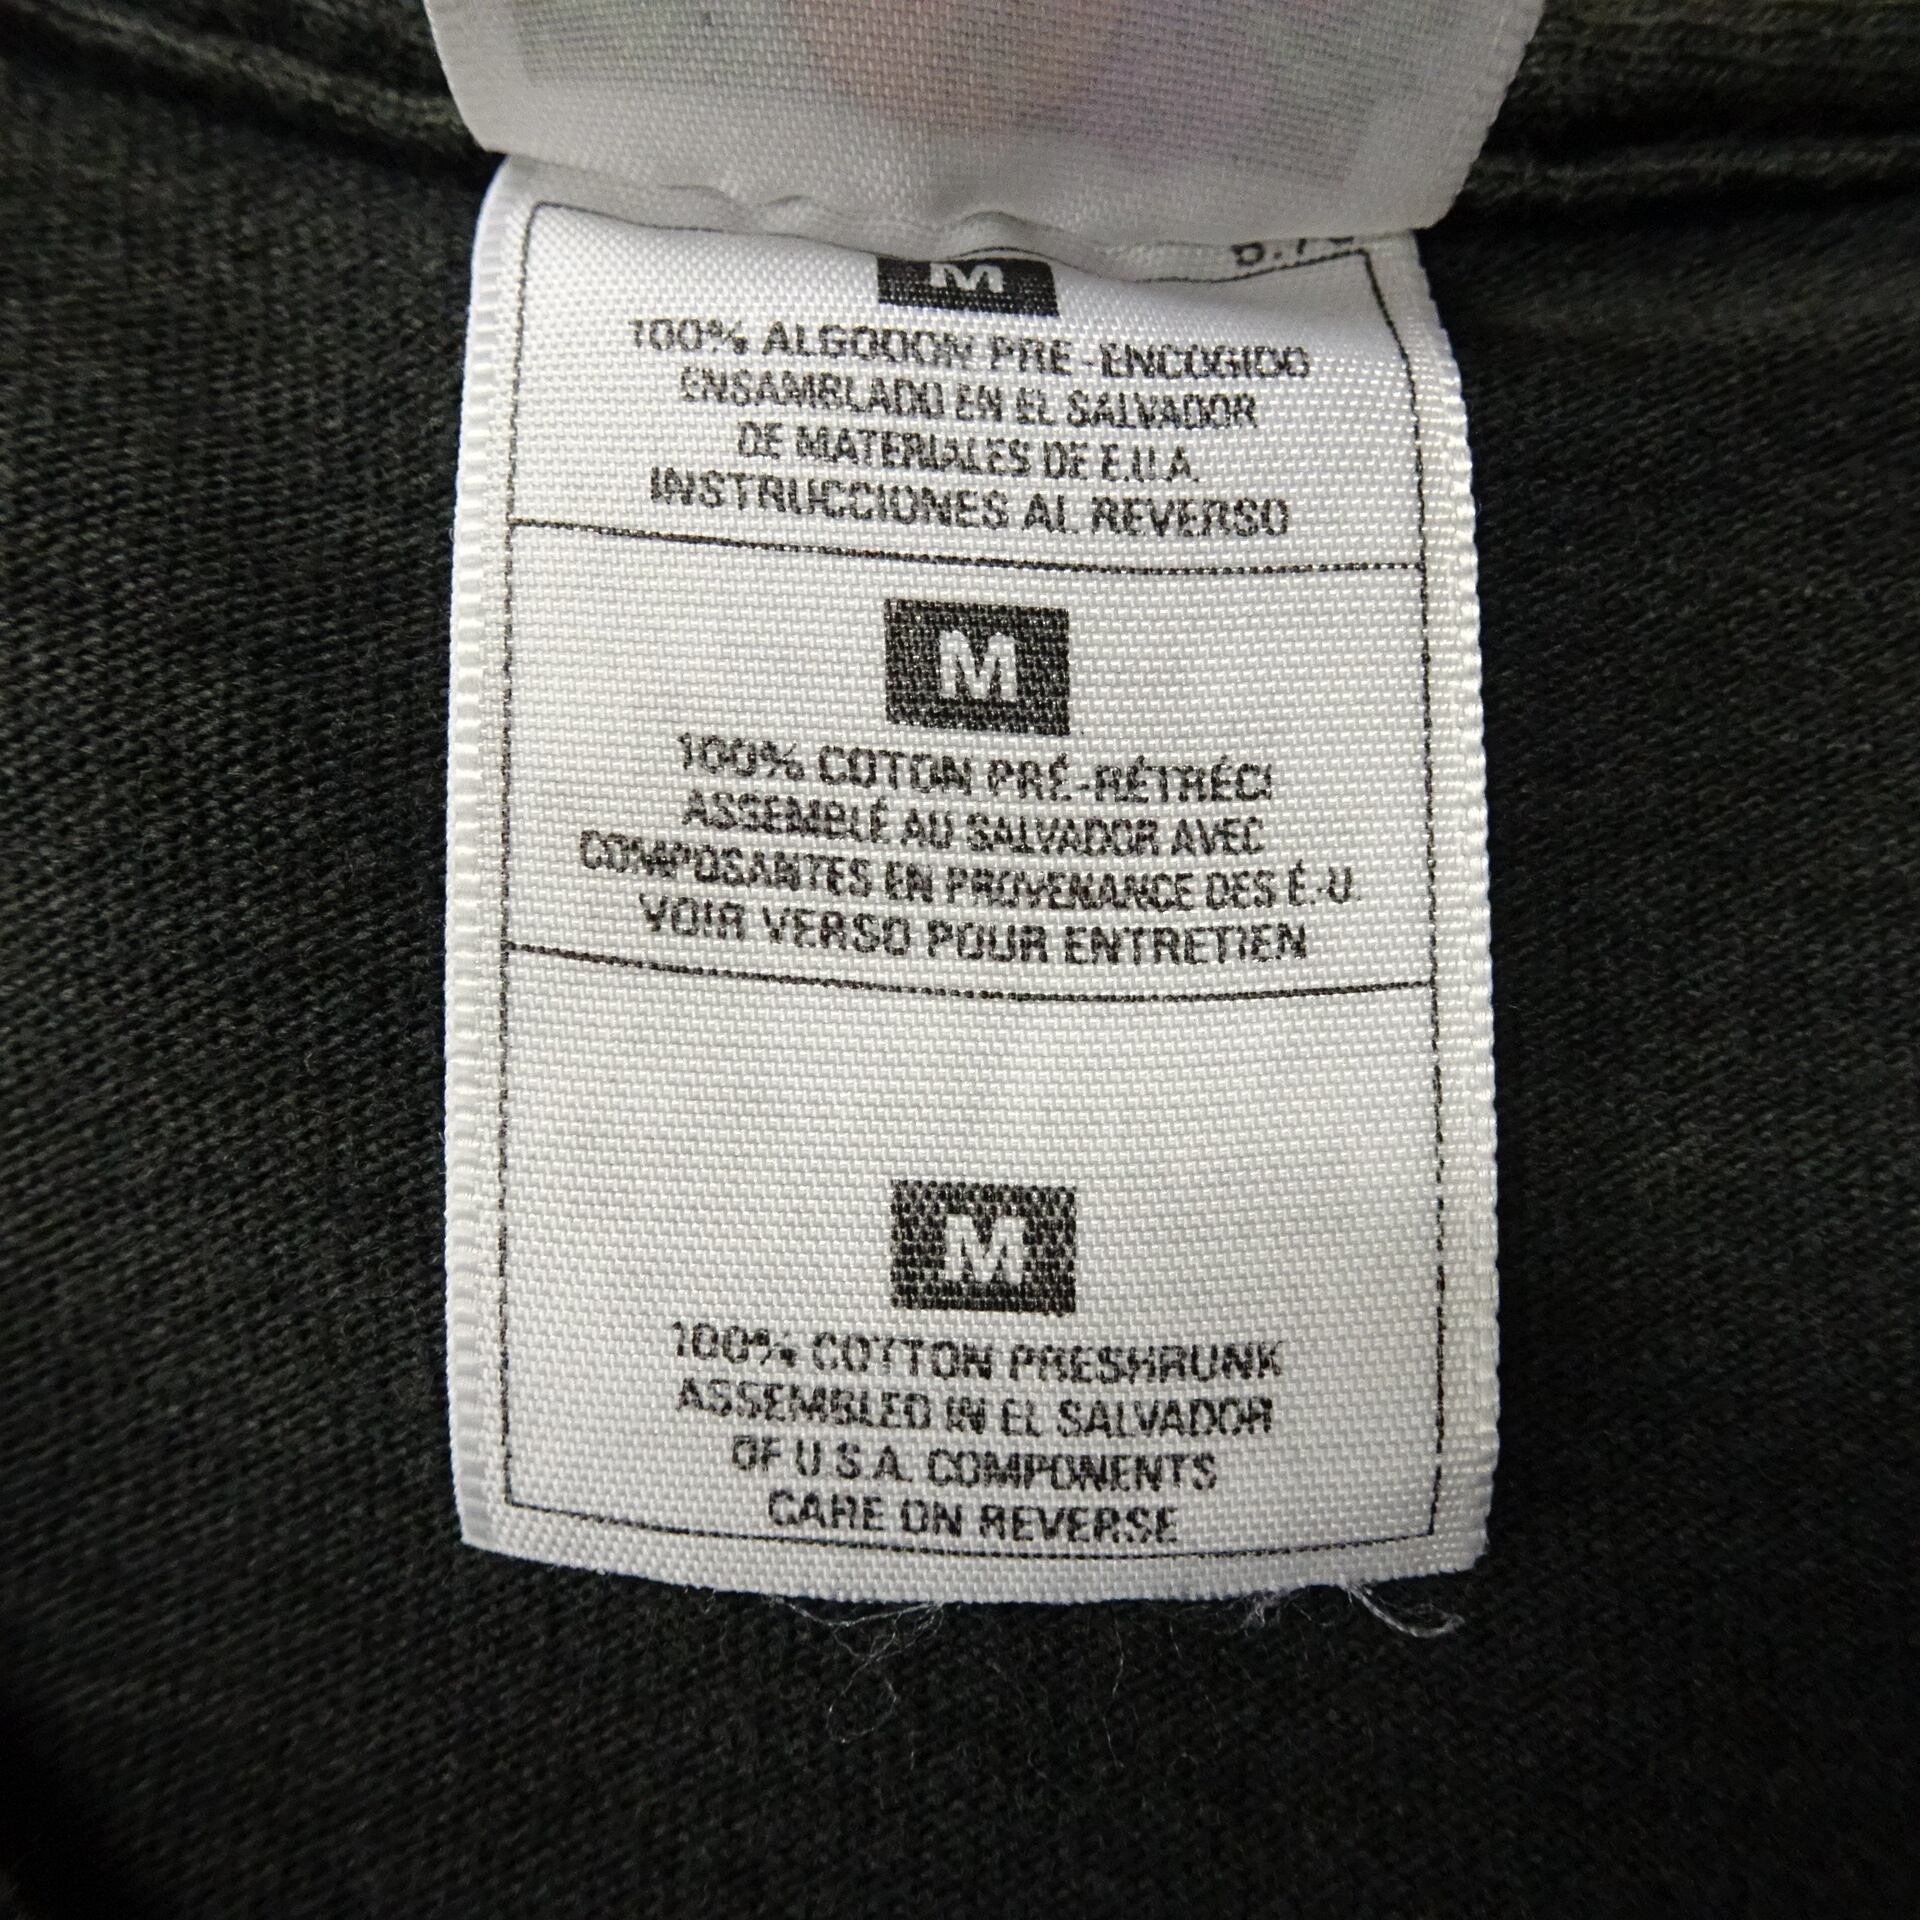 M
100% ALGODON PRE-ENCOGIDO
ENSAMBLADO EN EL SALVADOR
DE MATERIALES DE E.U.A.
INSTRUCCIONES AL REVERSO
M
100% COTON PRÉ-RÉTRÉCI
ASSEMBLÉ AU SALVADOR AVEC
COMPOSANTES EN PROVENANCE DES É.-U.
VOIR VERSO POUR ENTRETIEN
M
100% COTTON PRESHRUNK
ASSEMBLED IN EL SALVADOR
OF U.S.A. COMPONENTS
CARE ON REVERSE